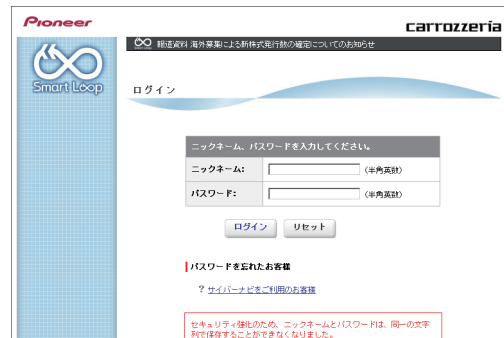 Pioneer
carrozzeria
報道資料 海外募集による新株式発行数の確定についてのお知らせ
Smart Loop
ログイン
ニックネーム、パスワードを入力してください。
ニックネーム: (半角英数)
パスワード: (半角英数)
ログイン リセット
パスワードを忘れたお客様
? サイバーナビをご利用のお客様
セキュリティ強化のため、ニックネームとパスワードは、同一の文字
列で保存することができなくなりました。